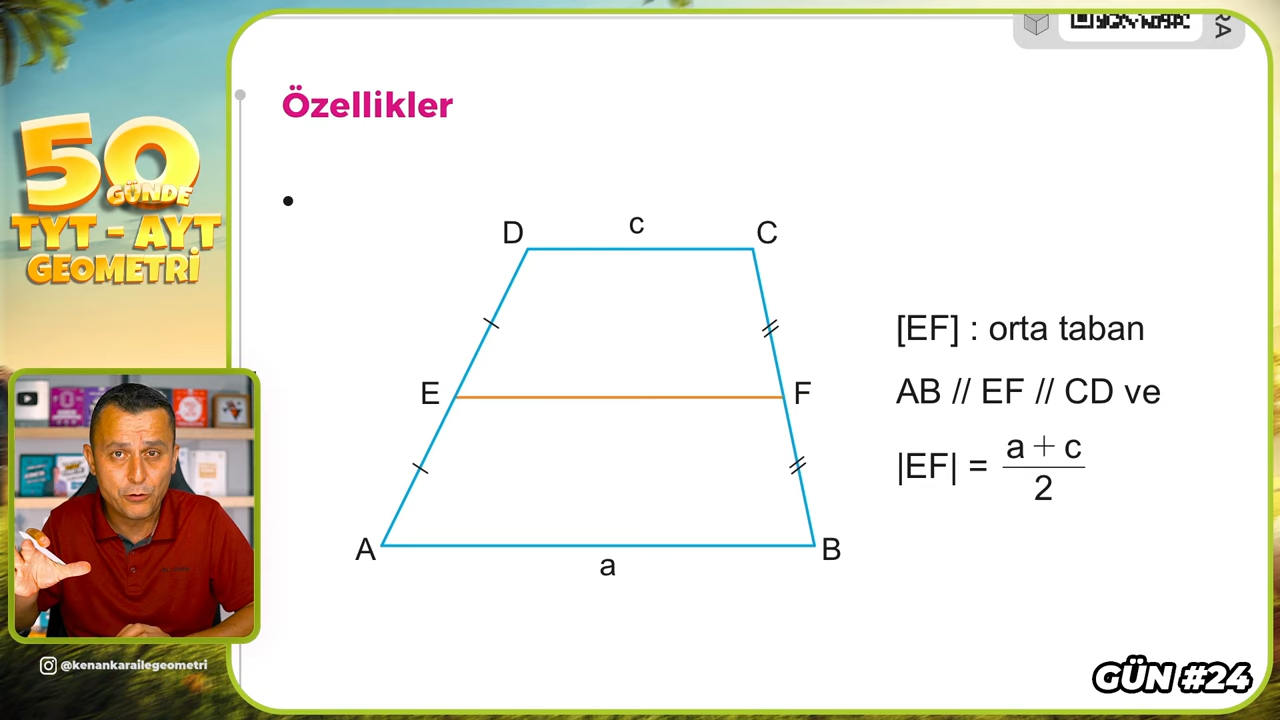 50
GÜNDE
TYT - AYT
GEOMETRİ
Özellikler
•
D
c
C
E
F
A
a
B
[EF] : orta taban
AB // EF // CD ve
|EF| = a + c
2
@kenankarailegeometri
GÜN #24